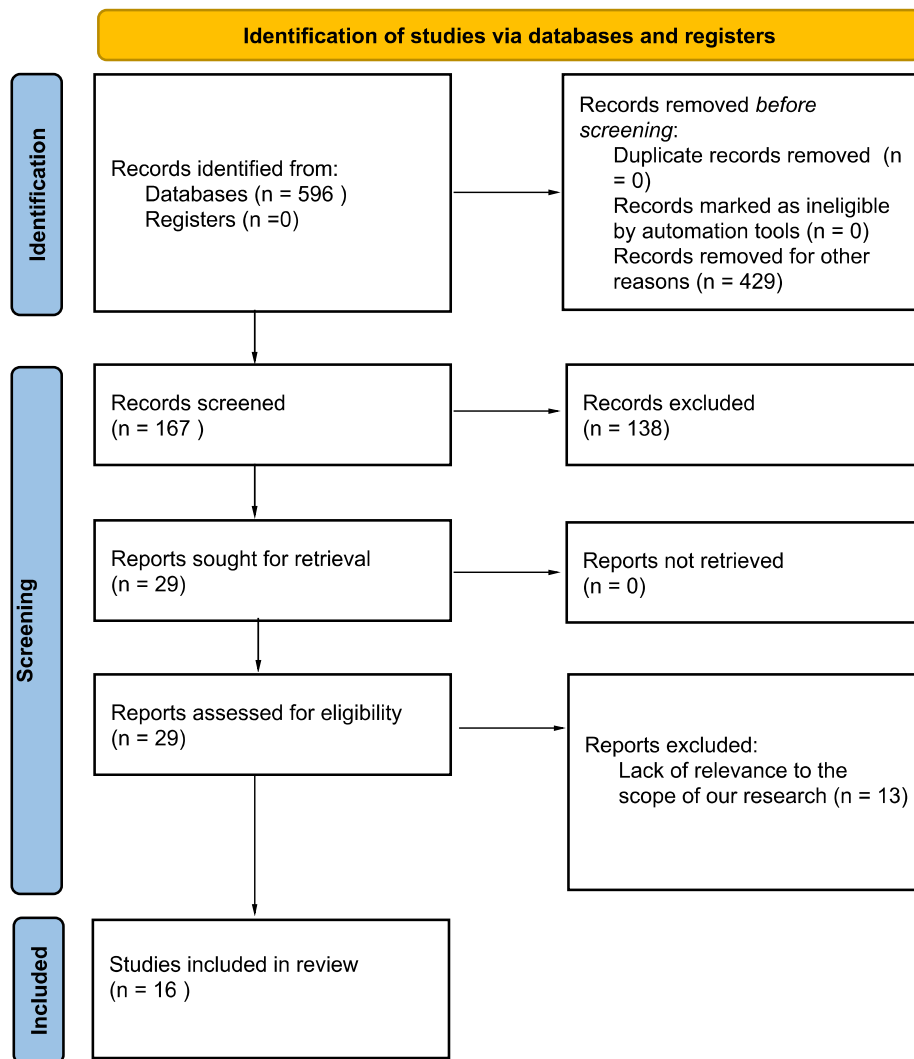 Identification of studies via databases and registers
Identification
Records identified from:
Databases (n = 596 )
Registers (n =0)
Records removed before
screening:
Duplicate records removed  (n
= 0)
Records marked as ineligible
by automation tools (n = 0)
Records removed for other
reasons (n = 429)
Screening
Records screened
(n = 167 )
Records excluded
(n = 138)
Reports sought for retrieval
(n = 29)
Reports not retrieved
(n = 0)
Reports assessed for eligibility
(n = 29)
Reports excluded:
Lack of relevance to the
scope of our research (n = 13)
Included
Studies included in review
(n = 16 )